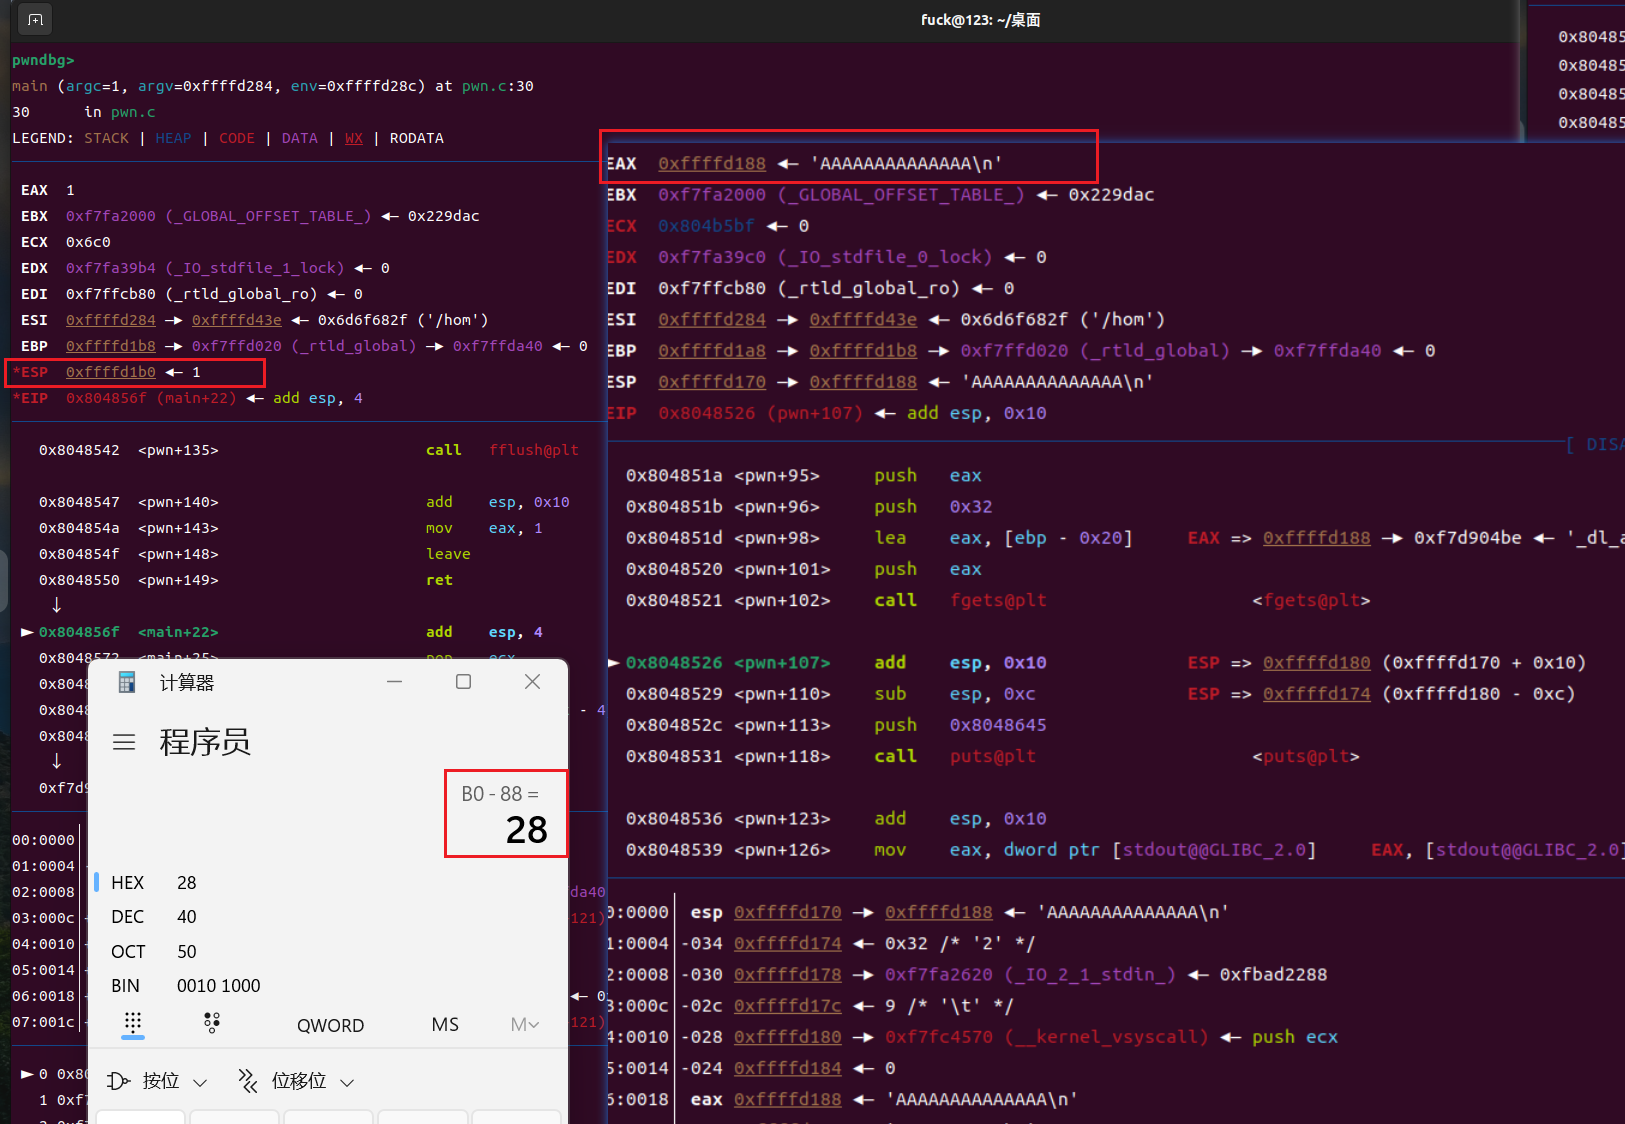 fuck@123: ~/桌面
pwndbg>
main (argc=1, argv=0xffffd284, env=0xffffd28c) at pwn.c:30
30 in pwn.c
LEGEND: STACK | HEAP | CODE | DATA | WX | RODATA
EAX 1
EBX 0xf7fa2000 (_GLOBAL_OFFSET_TABLE_) ◂— 0x229dac
ECX 0x6c0
EDX 0xf7fa39b4 (_IO_stdfile_1_lock) ◂— 0
EDI 0xf7ffcb80 (_rtld_global_ro) ◂— 0
ESI 0xffffd284 —▸ 0xffffd43e ◂— 0x6d6f682f ('/hom')
EBP 0xffffd1b8 —▸ 0xf7ffd020 (_rtld_global) —▸ 0xf7ffda40 ◂— 0
*ESP 0xffffd1b0 ◂— 1
*EIP 0x804856f (main+22) ◂— add esp, 4
0x8048542 <pwn+135> call fflush@plt
0x8048547 <pwn+140> add esp, 0x10
0x804854a <pwn+143> mov eax, 1
0x804854f <pwn+148> leave
0x8048550 <pwn+149> ret
↓
► 0x804856f <main+22> add esp, 4
0x8048572 <main+25> pop ecx
0x8048
0x8048 - 4
0x8048
↓
0xf7d9
00:0000
01:0004
02:0008 da40
03:000c 121)
04:0010
05:0014
06:0018 ◂— 0
07:001c 121)
► 0 0x80
1 0xf7
计算器
程序员
B0 - 88 =
28
HEX 28
DEC 40
OCT 50
BIN 0010 1000
QWORD MS M
按位 位移位
0x80485
0x80485
0x80485
0x80485
EAX 0xffffd188 ◂— 'AAAAAAAAAAAAAA\n'
EBX 0xf7fa2000 (_GLOBAL_OFFSET_TABLE_) ◂— 0x229dac
ECX 0x804b5bf ◂— 0
EDX 0xf7fa39c0 (_IO_stdfile_0_lock) ◂— 0
EDI 0xf7ffcb80 (_rtld_global_ro) ◂— 0
ESI 0xffffd284 —▸ 0xffffd43e ◂— 0x6d6f682f ('/hom')
EBP 0xffffd1a8 —▸ 0xffffd1b8 —▸ 0xf7ffd020 (_rtld_global) —▸ 0xf7ffda40 ◂— 0
ESP 0xffffd170 —▸ 0xffffd188 ◂— 'AAAAAAAAAAAAAA\n'
EIP 0x8048526 (pwn+107) ◂— add esp, 0x10
[ DISA
0x804851a <pwn+95> push eax
0x804851b <pwn+96> push 0x32
0x804851d <pwn+98> lea eax, [ebp - 0x20] EAX => 0xffffd188 —▸ 0xf7d904be ◂— '_dl_a
0x8048520 <pwn+101> push eax
0x8048521 <pwn+102> call fgets@plt <fgets@plt>
► 0x8048526 <pwn+107> add esp, 0x10 ESP => 0xffffd180 (0xffffd170 + 0x10)
0x8048529 <pwn+110> sub esp, 0xc ESP => 0xffffd174 (0xffffd180 - 0xc)
0x804852c <pwn+113> push 0x8048645
0x8048531 <pwn+118> call puts@plt <puts@plt>
0x8048536 <pwn+123> add esp, 0x10
0x8048539 <pwn+126> mov eax, dword ptr [stdout@@GLIBC_2.0] EAX, [stdout@@GLIBC_2.0]
0:0000 esp 0xffffd170 —▸ 0xffffd188 ◂— 'AAAAAAAAAAAAAA\n'
1:0004 -034 0xffffd174 ◂— 0x32 /* '2' */
2:0008 -030 0xffffd178 —▸ 0xf7fa2620 (_IO_2_1_stdin_) ◂— 0xfbad2288
3:000c -02c 0xffffd17c ◂— 9 /* '\t' */
4:0010 -028 0xffffd180 —▸ 0xf7fc4570 (__kernel_vsyscall) ◂— push ecx
5:0014 -024 0xffffd184 ◂— 0
6:0018 eax 0xffffd188 ◂— 'AAAAAAAAAAAAAA\n'